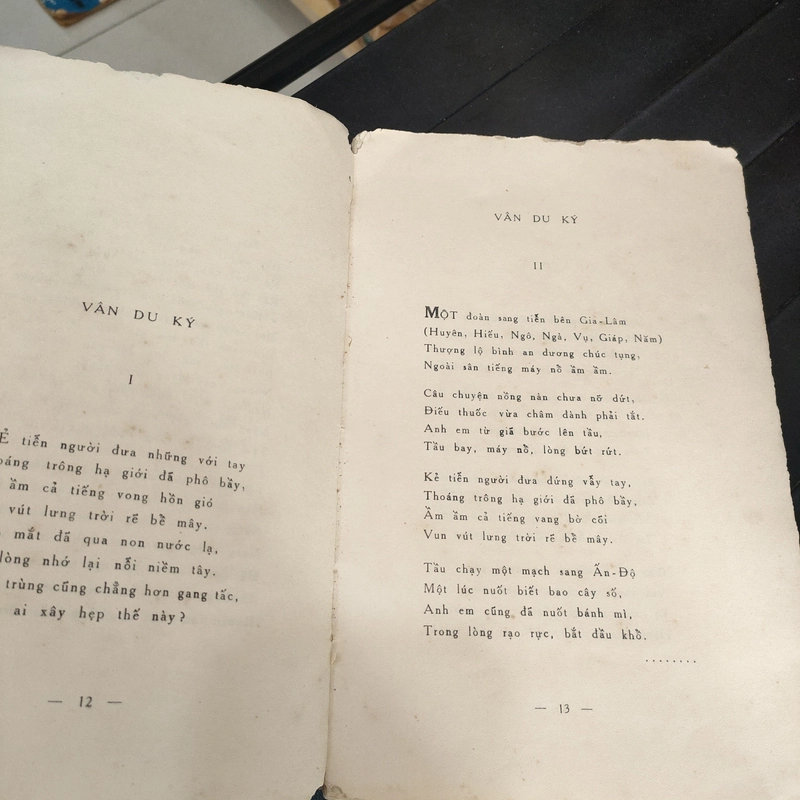 VÂN DU KÝ
I
Ẻ tiễn người đưa những với tay
oáng trông hạ giới đã phô bầy,
ầm cả tiếng vong hồn gió
vút lưng trời rẽ bể mây.
mắt đã qua non nước lạ,
lòng nhớ lại nỗi niềm tây.
trùng cũng chẳng hơn gang tấc,
ai xây hẹp thế này?
— 12 —
VÂN DU KÝ
II
MỘT đoàn sang tiễn bên Gia-Lâm
(Huyên, Hiếu, Ngô, Ngà, Vụ, Giáp, Năm)
Thượng lộ bình an dương chúc tụng,
Ngoài sân tiếng máy nổ ầm ầm.
Câu chuyện nồng nàn chưa nỡ dứt,
Điếu thuốc vừa châm đành phải tắt.
Anh em từ giã bước lên tầu,
Tầu bay, máy nổ, lòng bứt rứt.
Kẻ tiễn người đưa đứng vẫy tay,
Thoáng trông hạ giới đã phô bầy,
Ầm ầm cả tiếng vang bờ cõi
Vun vút lưng trời rẽ bể mây.
Tầu chạy một mạch sang Ấn-Độ
Một lúc nuốt biết bao cây số,
Anh em cũng đã nuốt bánh mì,
Trong lòng rạo rực, bắt đầu khổ.
........
— 13 —